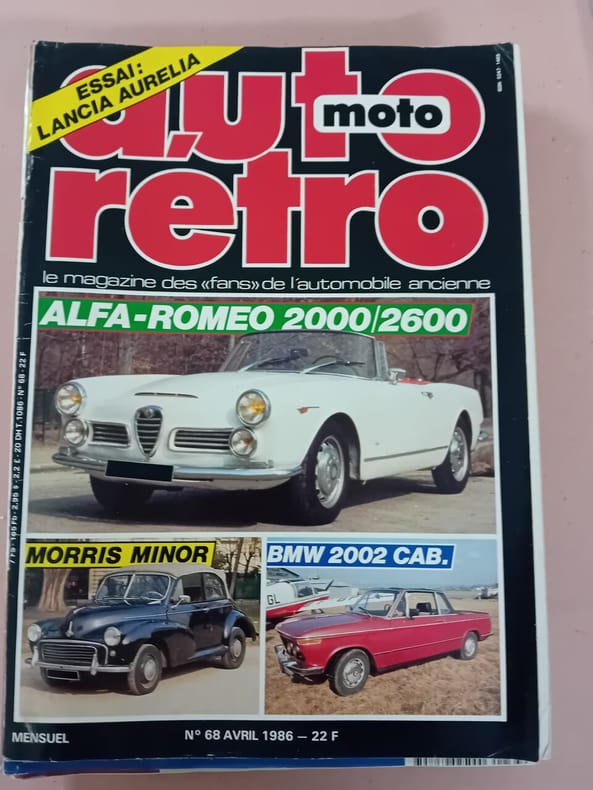 ESSAI:
LANCIA AURELIA
auto
moto
retro
le magazine des «fans» de l'automobile ancienne
ALFA-ROMEO 2000/2600
MORRIS MINOR
BMW 2002 CAB.
GL
MENSUEL
N° 68 AVRIL 1986 – 22 F